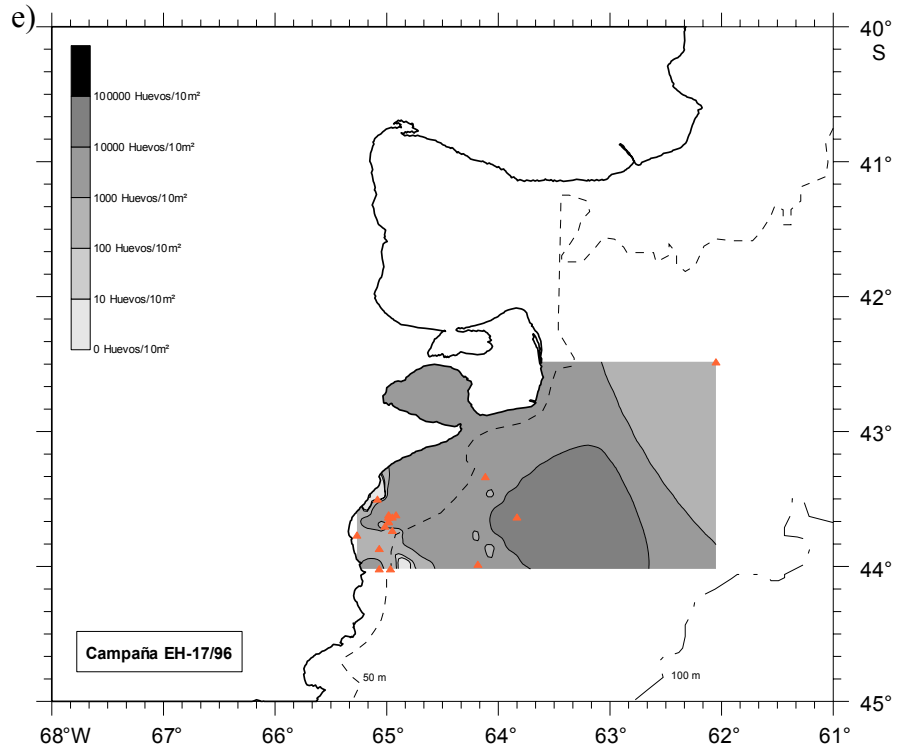 e)
40°
S
100000 Huevos/10m²
10000 Huevos/10m²
1000 Huevos/10m²
100 Huevos/10m²
10 Huevos/10m²
0 Huevos/10m²
41°
42°
43°
44°
Campaña EH-17/96
50 m
100 m
45°
68°W
67°
66°
65°
64°
63°
62°
61°